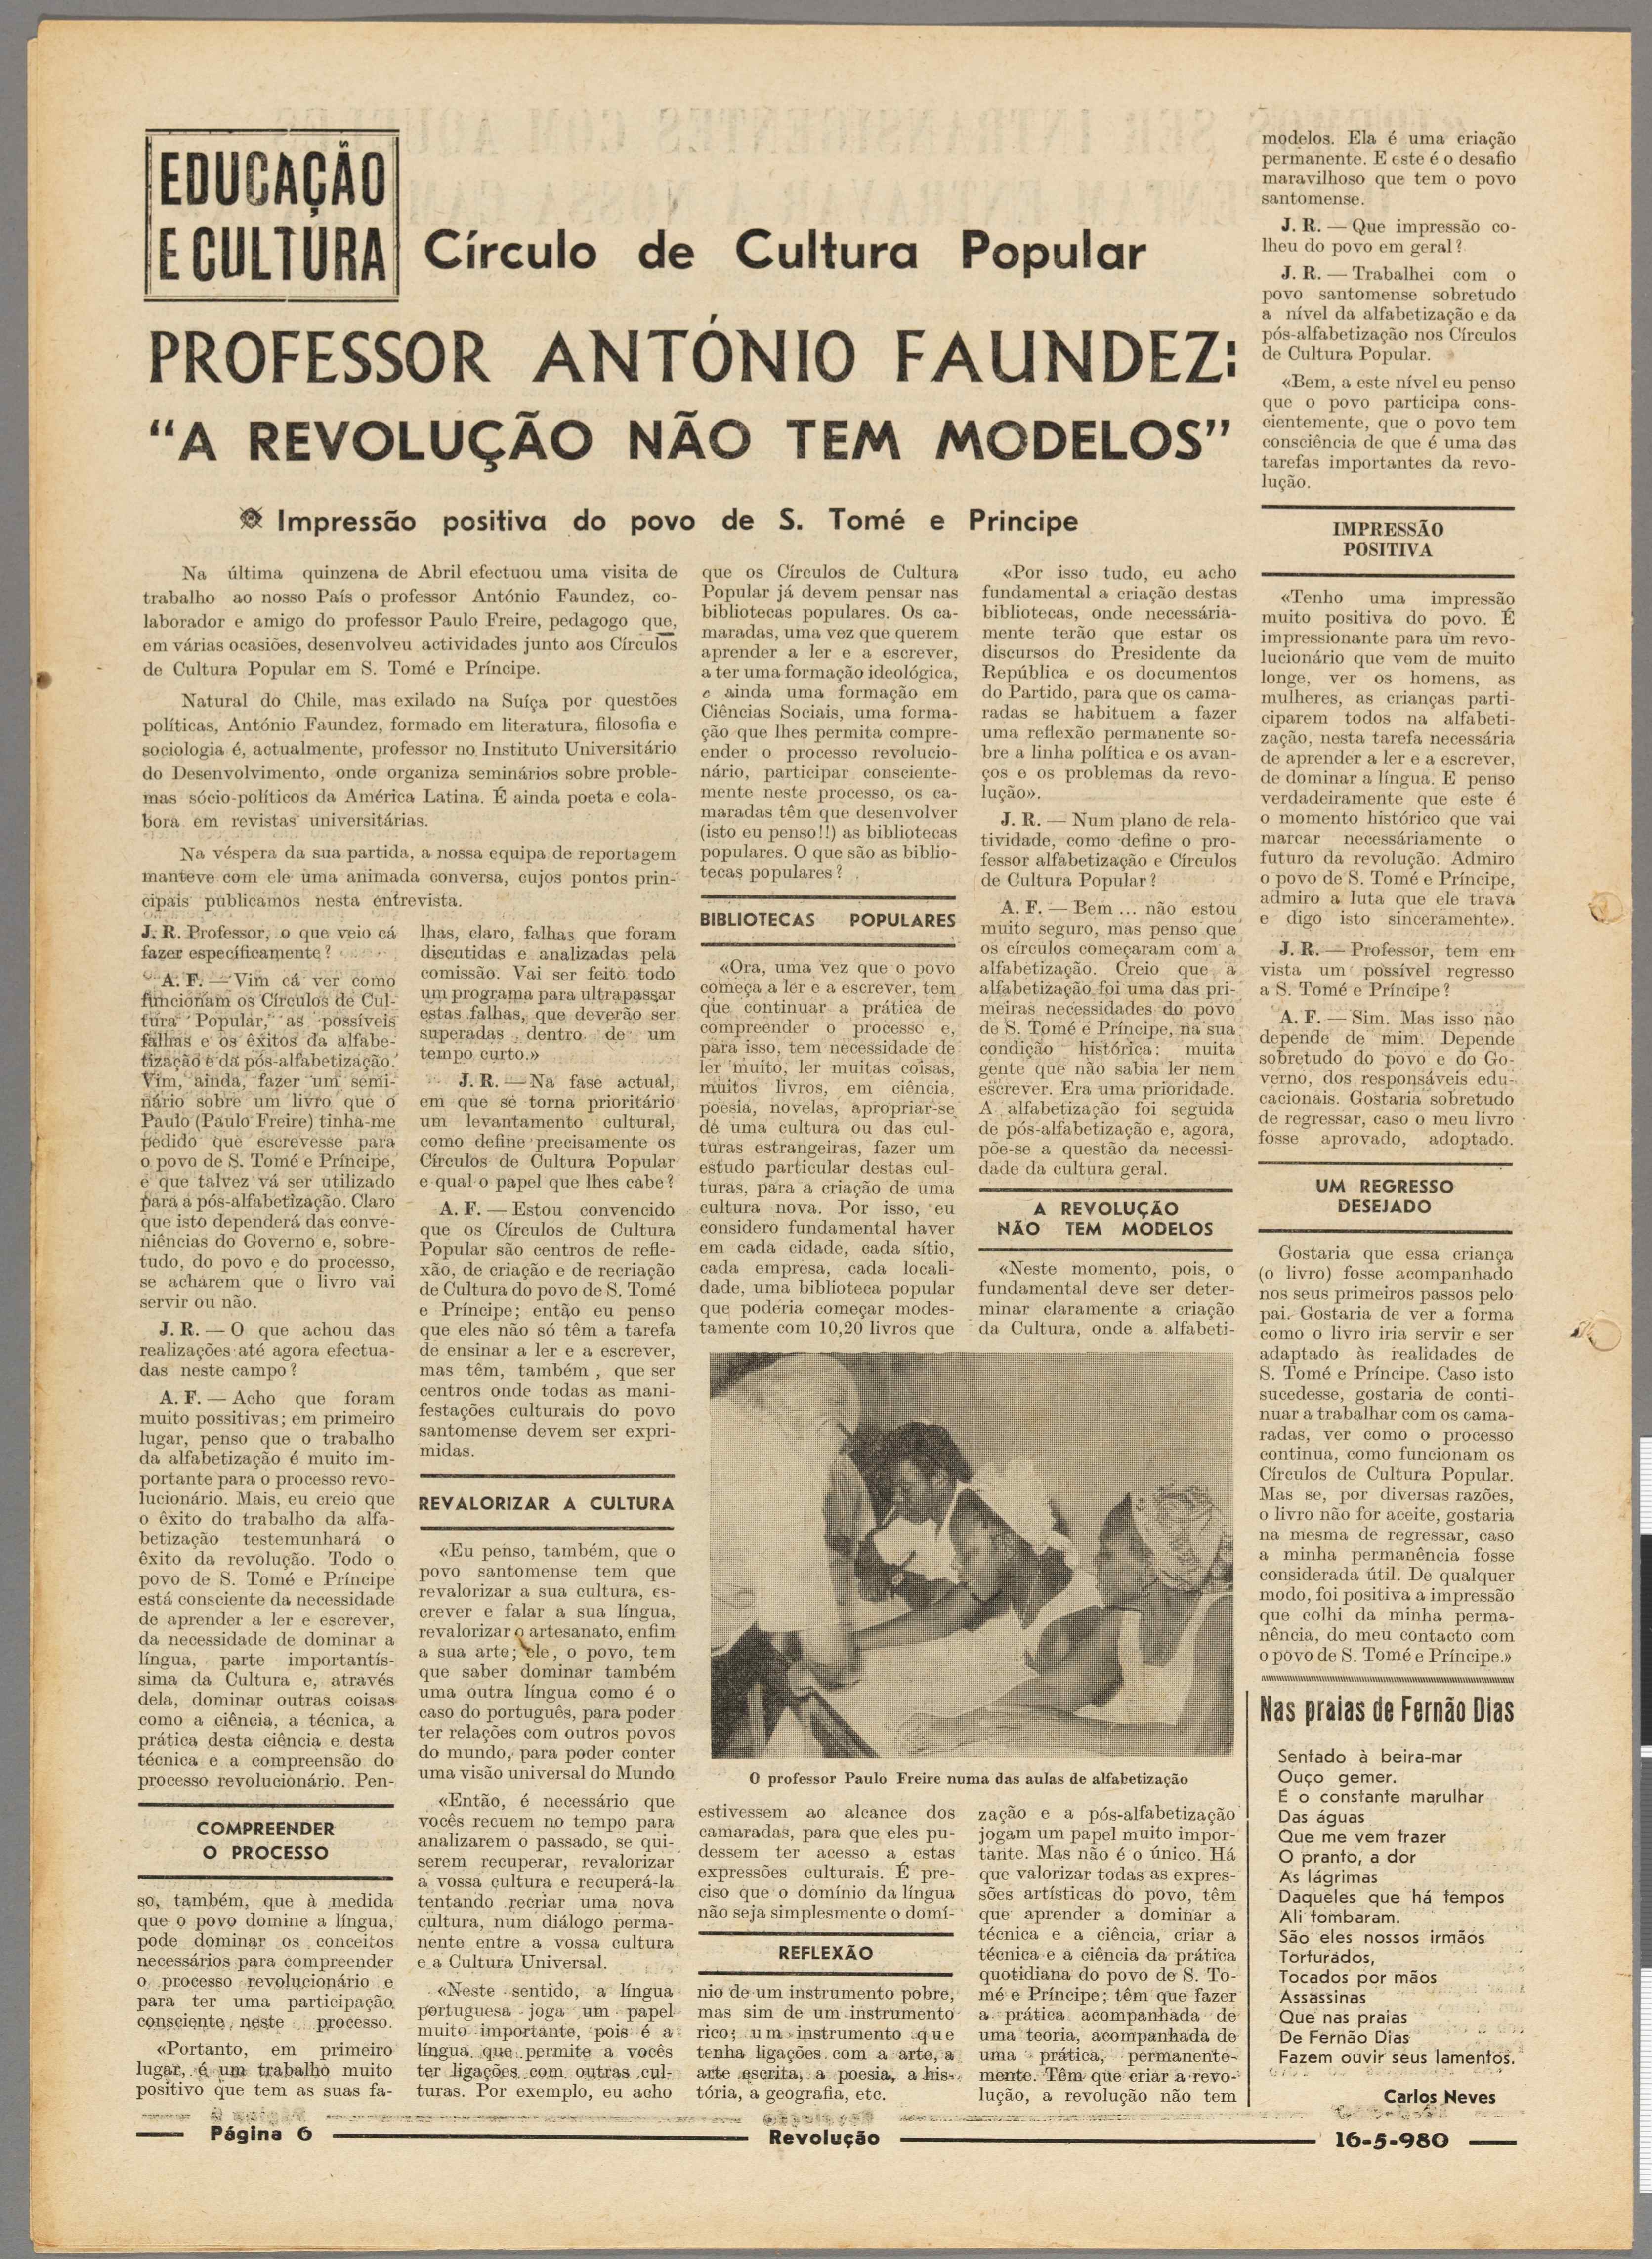 EDUCAÇÃO
E CULTURA
Círculo de Cultura Popular
PROFESSOR ANTÓNIO FAUNDEZ:
"A REVOLUÇÃO NÃO TEM MODELOS"
Impressão positiva do povo de S. Tomé e Principe
Na última quinzena de Abril efectuou uma visita de
trabalho ao nosso País o professor António Faundez, co-
laborador e amigo do professor Paulo Freire, pedagogo que,
em várias ocasiões, desenvolveu actividades junto aos Círculos
de Cultura Popular em S. Tomé e Príncipe.
Natural do Chile, mas exilado na Suíça por questões
políticas, António Faundez, formado em literatura, filosofia e
sociologia é, actualmente, professor no Instituto Universitário
do Desenvolvimento, onde organiza seminários sobre proble-
mas sócio-políticos da América Latina. É ainda poeta e cola-
bora em revistas universitárias.
Na véspera da sua partida, a nossa equipa de reportagem
manteve com ele uma animada conversa, cujos pontos prin-
cipais publicamos nesta entrevista.
J. R. Professor, o que veio cá
fazer especificamente?
A. F. — Vim cá ver como
funcionam os Círculos de Cul-
tura Popular, as possíveis
falhas e os êxitos da alfabe-
tização e da pós-alfabetização.
Vim, ainda, fazer um semi-
nário sobre um livro que o
Paulo (Paulo Freire) tinha-me
pedido que escrevesse para
o povo de S. Tomé e Príncipe,
e que talvez vá ser utilizado
para a pós-alfabetização. Claro
que isto dependerá das conve-
niências do Governo e, sobre-
tudo, do povo e do processo,
se acharem que o livro vai
servir ou não.
J. R. — O que achou das
realizações até agora efectua-
das neste campo?
A. F. — Acho que foram
muito possitivas; em primeiro
lugar, penso que o trabalho
da alfabetização é muito im-
portante para o processo revo-
lucionário. Mais, eu creio que
o êxito do trabalho da alfa-
betização testemunhará o
êxito da revolução. Todo o
povo de S. Tomé e Príncipe
está consciente da necessidade
de aprender a ler e escrever,
da necessidade de dominar a
língua, parte importantís-
sima da Cultura e, através
dela, dominar outras coisas
como a ciência, a técnica, a
prática desta ciência e desta
técnica e a compreensão do
processo revolucionário. Pen-
COMPREENDER
O PROCESSO
so, também, que à medida
que o povo domine a língua,
pode dominar os conceitos
necessários para compreender
o processo revolucionário e
para ter uma participação
consciente neste processo.
«Portanto, em primeiro
lugar, é um trabalho muito
positivo que tem as suas fa-
lhas, claro, falhas que foram
discutidas e analizadas pela
comissão. Vai ser feito todo
um programa para ultrapassar
estas falhas, que deverão ser
superadas dentro de um
tempo curto.»
J. R. — Na fase actual,
em que se torna prioritário
um levantamento cultural,
como define precisamente os
Círculos de Cultura Popular
e qual o papel que lhes cabe?
A. F. — Estou convencido
que os Círculos de Cultura
Popular são centros de refle-
xão, de criação e de recriação
de Cultura do povo de S. Tomé
e Príncipe; então eu penso
que eles não só têm a tarefa
de ensinar a ler e a escrever,
mas têm, também , que ser
centros onde todas as mani-
festações culturais do povo
santomense devem ser expri-
midas.
REVALORIZAR A CULTURA
«Eu penso, também, que o
povo santomense tem que
revalorizar a sua cultura, es-
crever e falar a sua língua,
revalorizar o artesanato, enfim
a sua arte; ele, o povo, tem
que saber dominar também
uma outra língua como é o
caso do português, para poder
ter relações com outros povos
do mundo, para poder conter
uma visão universal do Mundo
«Então, é necessário que
vocês recuem no tempo para
analizarem o passado, se qui-
serem recuperar, revalorizar
a vossa cultura e recuperá-la
tentando recriar uma nova
cultura, num diálogo perma-
nente entre a vossa cultura
e a Cultura Universal.
«Neste sentido, a língua
portuguesa joga um papel
muito importante, pois é a
língua que permite a vocês
ter ligações com outras cul-
turas. Por exemplo, eu acho
que os Círculos de Cultura
Popular já devem pensar nas
bibliotecas populares. Os ca-
maradas, uma vez que querem
aprender a ler e a escrever,
a ter uma formação ideológica,
e ainda uma formação em
Ciências Sociais, uma forma-
ção que lhes permita compre-
ender o processo revolucio-
nário, participar consciente-
mente neste processo, os ca-
maradas têm que desenvolver
(isto eu penso!!) as bibliotecas
populares. O que são as biblio-
tecas populares?
BIBLIOTECAS POPULARES
«Ora, uma vez que o povo
começa a ler e a escrever, tem
que continuar a prática de
compreender o processo e,
para isso, tem necessidade de
ler muito, ler muitas coisas,
muitos livros, em ciência,
poesia, novelas, apropriar-se
de uma cultura ou das cul-
turas estrangeiras, fazer um
estudo particular destas cul-
turas, para a criação de uma
cultura nova. Por isso, eu
considero fundamental haver
em cada cidade, cada sítio,
cada empresa, cada locali-
dade, uma biblioteca popular
que poderia começar modes-
tamente com 10,20 livros que
O professor Paulo Freire numa das aulas de alfabetização
estivessem ao alcance dos
camaradas, para que eles pu-
dessem ter acesso a estas
expressões culturais. É pre-
ciso que o domínio da língua
não seja simplesmente o domí-
REFLEXÃO
nio de um instrumento pobre,
mas sim de um instrumento
rico; um instrumento que
tenha ligações com a arte, a
arte escrita, a poesia, a his-
tória, a geografia, etc.
«Por isso tudo, eu acho
fundamental a criação destas
bibliotecas, onde necessária-
mente terão que estar os
discursos do Presidente da
República e os documentos
do Partido, para que os cama-
radas se habituem a fazer
uma reflexão permanente so-
bre a linha política e os avan-
ços e os problemas da revo-
lução».
J. R. — Num plano de rela-
tividade, como define o pro-
fessor alfabetização e Círculos
de Cultura Popular?
A. F. — Bem ... não estou
muito seguro, mas penso que
os círculos começaram com a
alfabetização. Creio que a
alfabetização foi uma das pri-
meiras necessidades do povo
de S. Tomé e Príncipe, na sua
condição histórica: muita
gente que não sabia ler nem
escrever. Era uma prioridade.
A alfabetização foi seguida
de pós-alfabetização e, agora,
põe-se a questão da necessi-
dade da cultura geral.
A REVOLUÇÃO
NÃO TEM MODELOS
«Neste momento, pois, o
fundamental deve ser deter-
minar claramente a criação
da Cultura, onde a alfabeti-
zação e a pós-alfabetização
jogam um papel muito impor-
tante. Mas não é o único. Há
que valorizar todas as expres-
sões artísticas do povo, têm
que aprender a dominar a
técnica e a ciência, criar a
técnica e a ciência da prática
quotidiana do povo de S. To-
mé e Príncipe; têm que fazer
a prática acompanhada de
uma teoria, acompanhada de
uma prática, permanente-
mente. Têm que criar a revo-
lução, a revolução não tem
modelos. Ela é uma criação
permanente. E este é o desafio
maravilhoso que tem o povo
santomense.
J. R. — Que impressão co-
lheu do povo em geral?
J. R. — Trabalhei com o
povo santomense sobretudo
a nível da alfabetização e da
pós-alfabetização nos Círculos
de Cultura Popular.
«Bem, a este nível eu penso
que o povo participa cons-
cientemente, que o povo tem
consciência de que é uma das
tarefas importantes da revo-
lução.
IMPRESSÃO
POSITIVA
«Tenho uma impressão
muito positiva do povo. É
impressionante para um revo-
lucionário que vem de muito
longe, ver os homens, as
mulheres, as crianças parti-
ciparem todos na alfabeti-
zação, nesta tarefa necessária
de aprender a ler e a escrever,
de dominar a língua. E penso
verdadeiramente que este é
o momento histórico que vai
marcar necessáriamente o
futuro da revolução. Admiro
o povo de S. Tomé e Príncipe,
admiro a luta que ele trava
e digo isto sinceramente».
J. R. — Professor, tem em
vista um possível regresso
a S. Tomé e Príncipe?
A. F. — Sim. Mas isso não
depende de mim. Depende
sobretudo do povo e do Go-
verno, dos responsáveis edu-
cacionais. Gostaria sobretudo
de regressar, caso o meu livro
fosse aprovado, adoptado.
UM REGRESSO
DESEJADO
Gostaria que essa criança
(o livro) fosse acompanhado
nos seus primeiros passos pelo
pai. Gostaria de ver a forma
como o livro iria servir e ser
adaptado às realidades de
S. Tomé e Príncipe. Caso isto
sucedesse, gostaria de conti-
nuar a trabalhar com os cama-
radas, ver como o processo
continua, como funcionam os
Círculos de Cultura Popular.
Mas se, por diversas razões,
o livro não for aceite, gostaria
na mesma de regressar, caso
a minha permanência fosse
considerada útil. De qualquer
modo, foi positiva a impressão
que colhi da minha perma-
nência, do meu contacto com
o povo de S. Tomé e Príncipe.»
Nas praias de Fernão Dias
Sentado à beira-mar
Ouço gemer.
É o constante marulhar
Das águas
Que me vem trazer
O pranto, a dor
As lágrimas
Daqueles que há tempos
Ali tombaram.
São eles nossos irmãos
Torturados,
Tocados por mãos
Assassinas
Que nas praias
De Fernão Dias
Fazem ouvir seus lamentos.
Carlos Neves
Página 6
Revolução
16-5-980